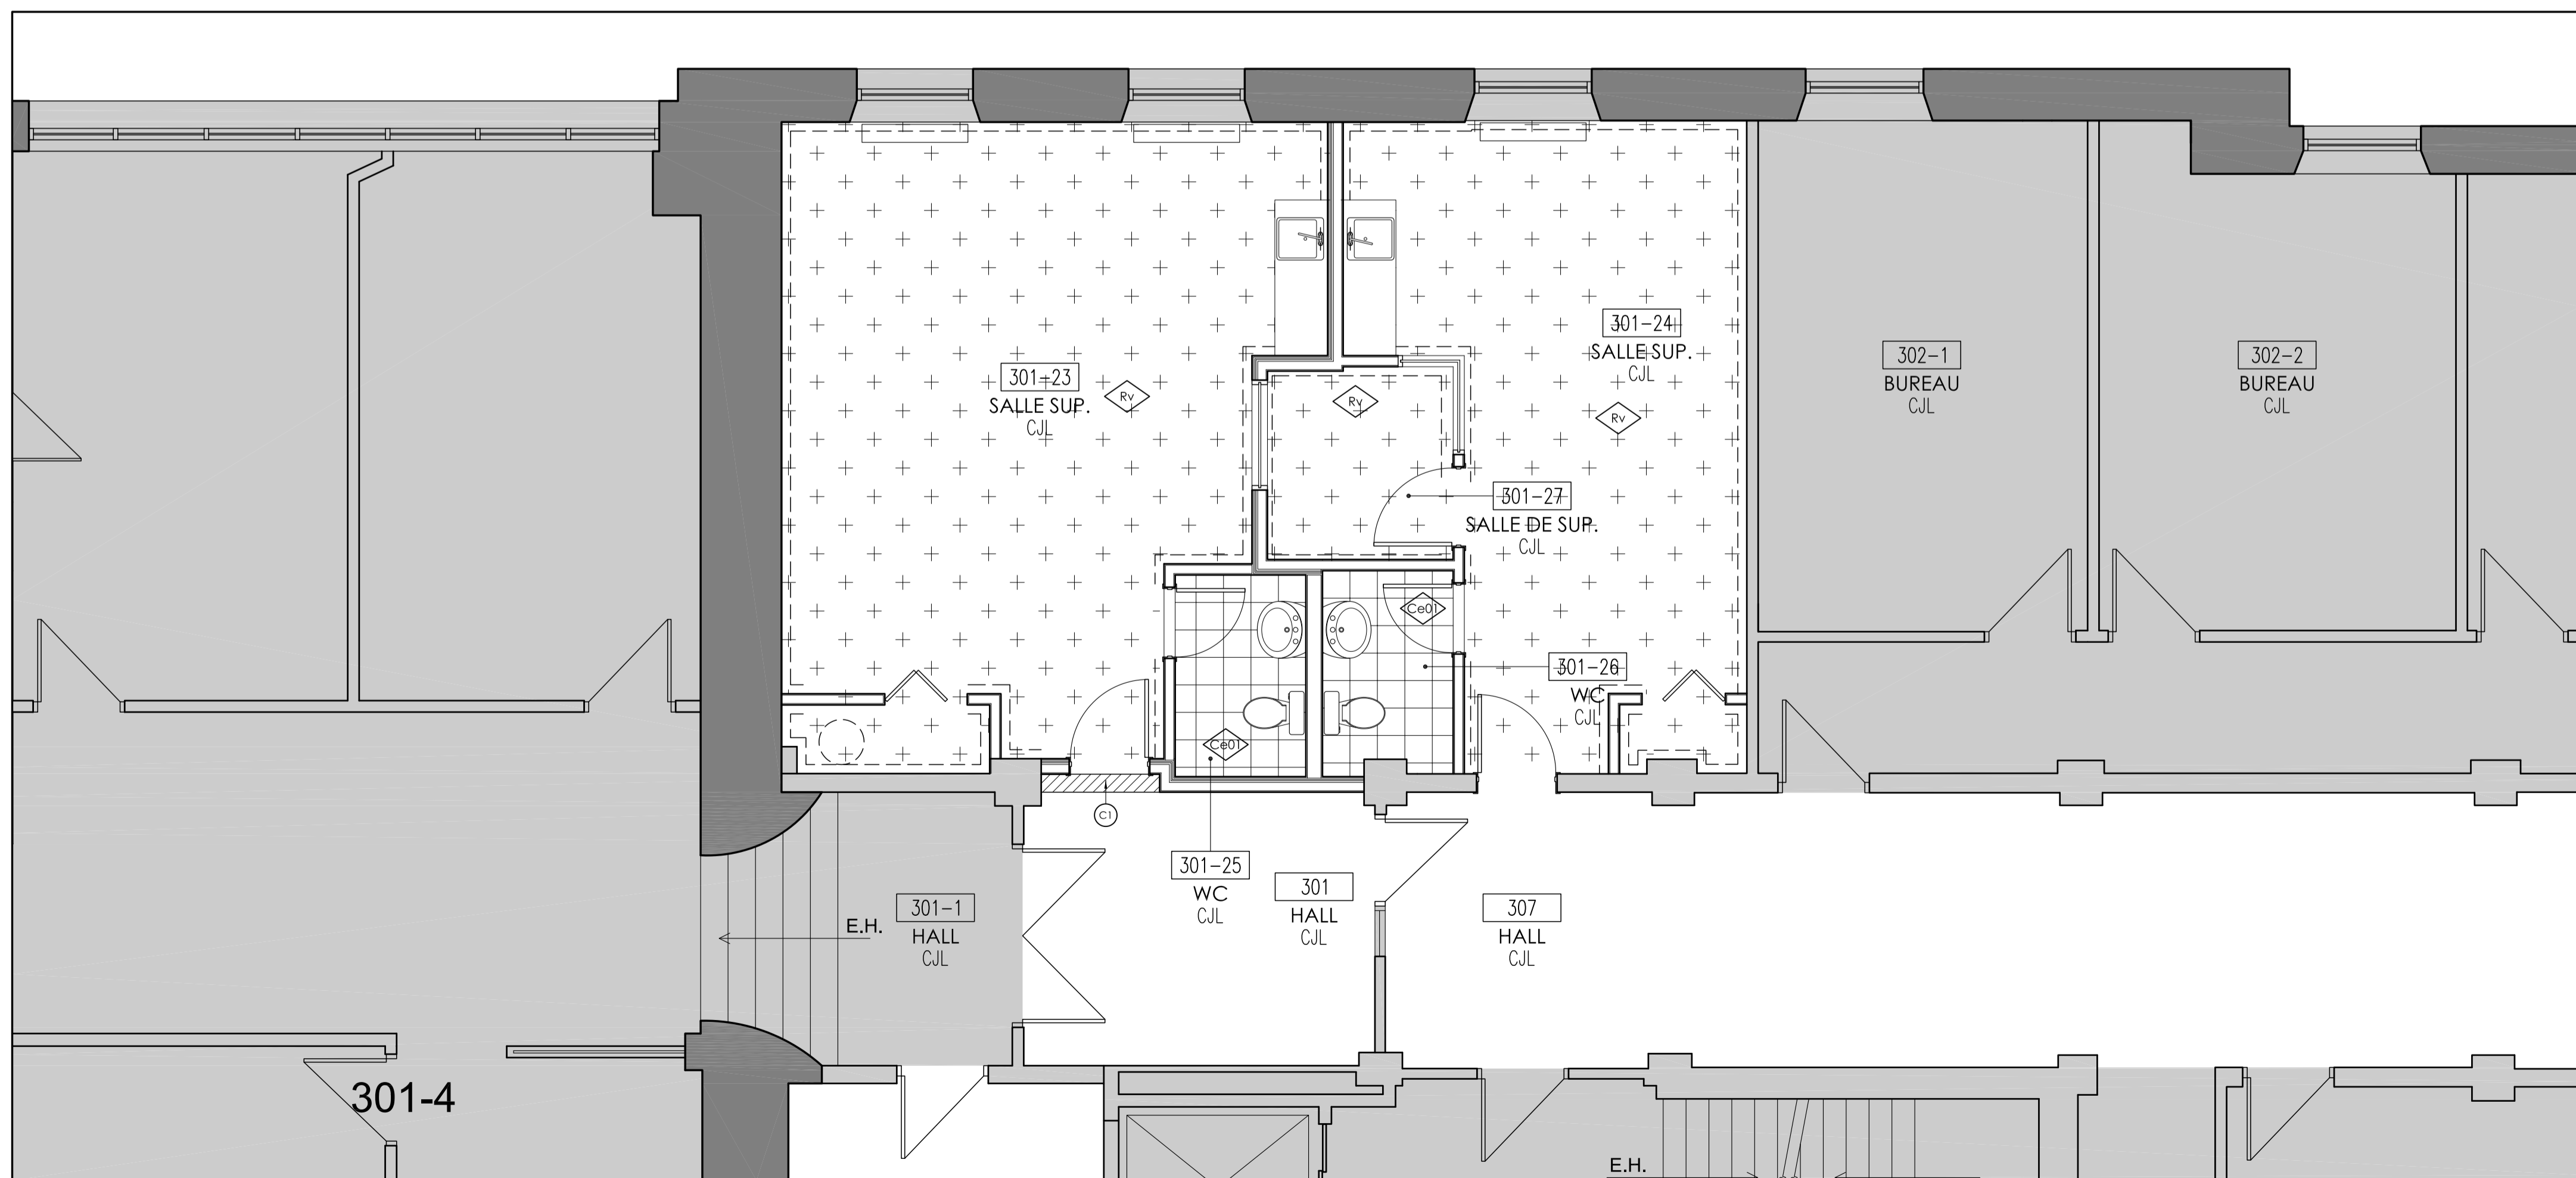 301-24
SALLE SUP.
CJL
302-1
BUREAU
CJL
302-2
BUREAU
CJL
301-23
SALLE SUP.
CJL
Rv
Rv
Rv
301-27
SALLE DE SUP.
CJL
Ce01
301-26
WC
CJL
Ce01
C1
301-25
WC
CJL
301
HALL
CJL
301-1
HALL
CJL
E.H.
307
HALL
CJL
301-4
E.H.